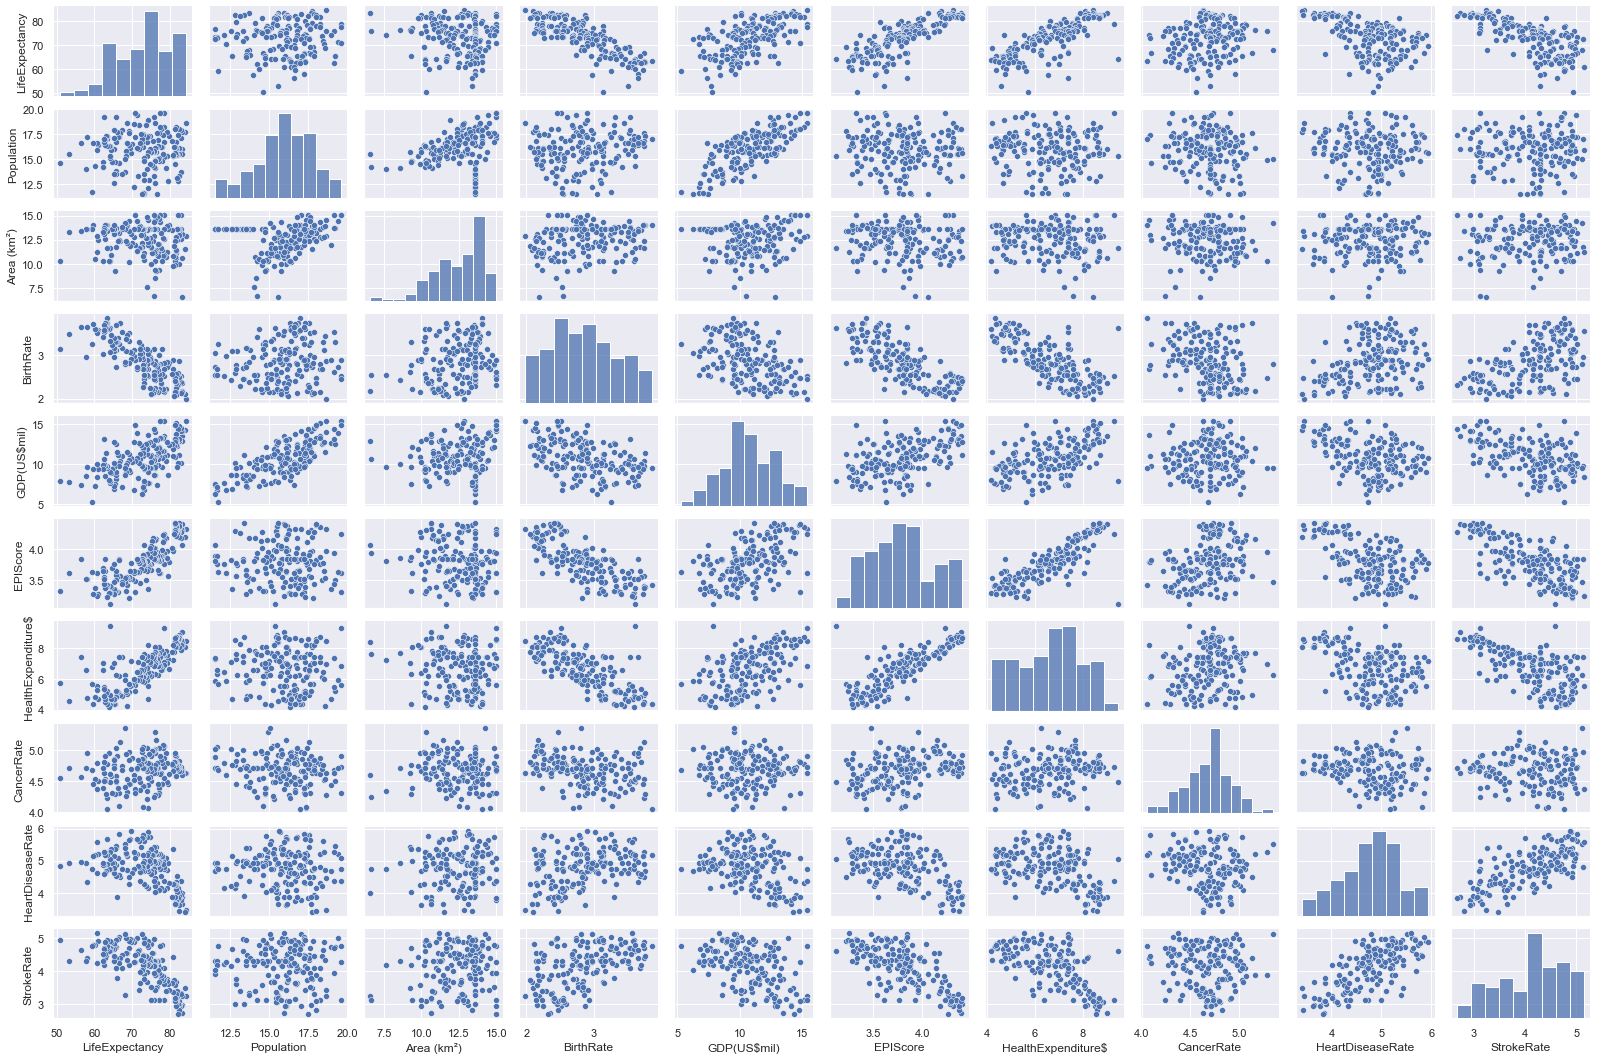 LifeExpectancy
80
70
60
50
Population
20.0
17.5
15.0
12.5
Area (km²)
15.0
12.5
10.0
7.5
BirthRate
3
2
GDP(US$mil)
15
10
5
EPIScore
4.0
3.5
HealthExpenditure$
8
6
4
CancerRate
5.0
4.5
4.0
HeartDiseaseRate
6
5
4
StrokeRate
5
4
3
50 60 70 80 12.5 15.0 17.5 20.0 7.5 10.0 12.5 15.0 2 3 5 10 15 3.5 4.0 4 6 8 4.0 4.5 5.0 4 5 6 3 4 5
LifeExpectancy Population Area (km²) BirthRate GDP(US$mil) EPIScore HealthExpenditure$ CancerRate HeartDiseaseRate StrokeRate